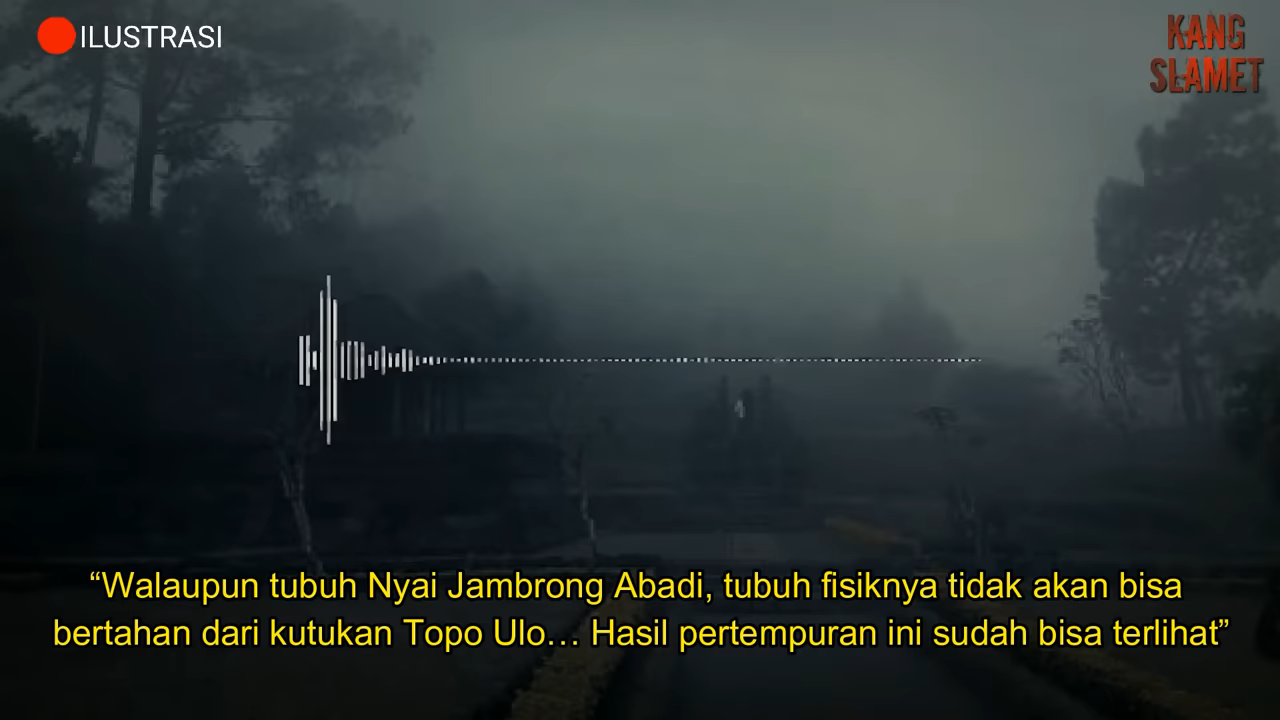 ILUSTRASI
KANG
SLAMET
“Walaupun tubuh Nyai Jambrong Abadi, tubuh fisiknya tidak akan bisa
bertahan dari kutukan Topo Ulo… Hasil pertempuran ini sudah bisa terlihat”